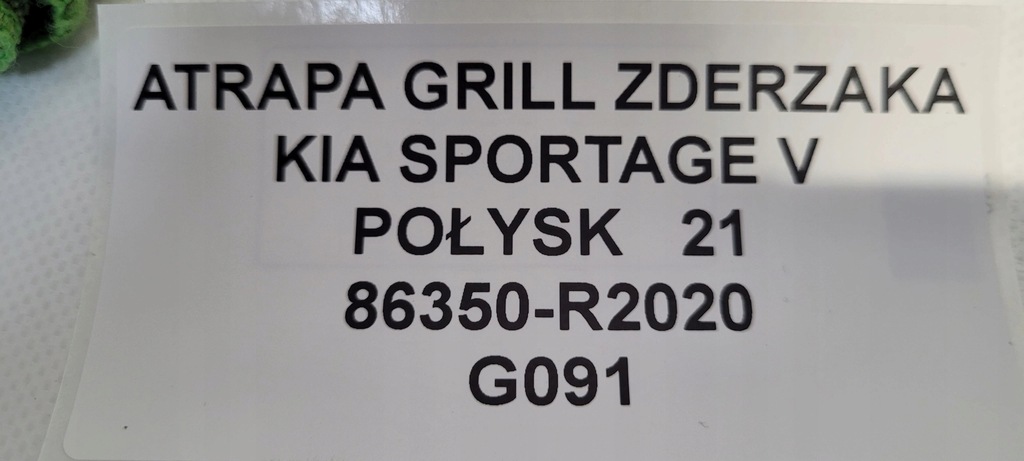 ATRAPA GRILL ZDERZAKA
KIA SPORTAGE V
POŁYSK 21
86350-R2020
G091